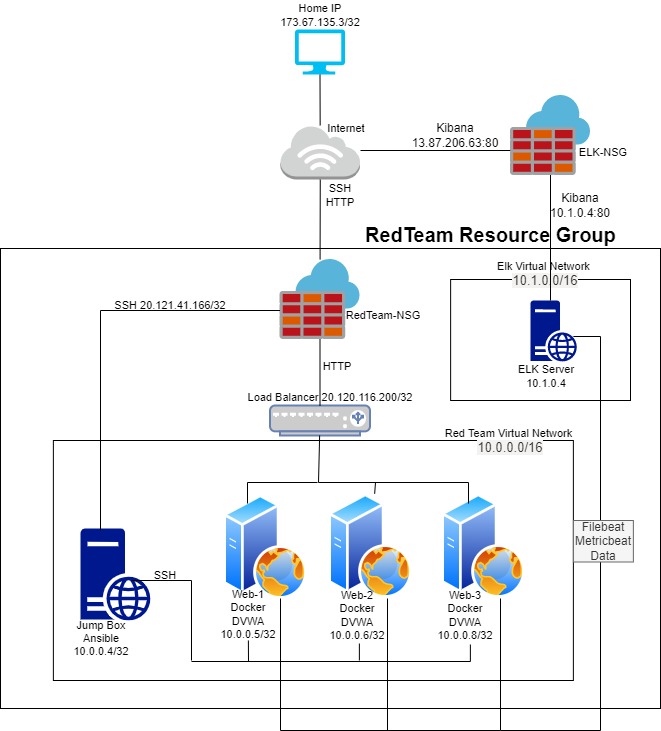 Home IP
173.67.135.3/32
Internet
Kibana
13.87.206.63:80
ELK-NSG
SSH
HTTP
Kibana
10.1.0.4:80
RedTeam Resource Group
Elk Virtual Network
10.1.0.0/16
SSH 20.121.41.166/32
RedTeam-NSG
HTTP
ELK Server
10.1.0.4
Load Balancer 20.120.116.200/32
Red Team Virtual Network
10.0.0.0/16
Filebeat
Metricbeat
Data
SSH
Jump Box
Ansible
10.0.0.4/32
Web-1
Docker
DVWA
10.0.0.5/32
Web-2
Docker
DVWA
10.0.0.6/32
Web-3
Docker
DVWA
10.0.0.8/32